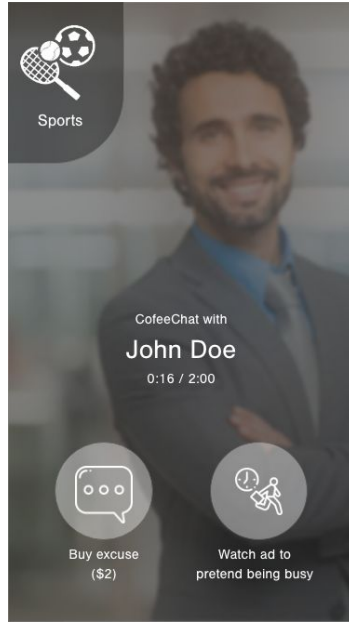 Sports
CofeeChat with
John Doe
0:16 / 2:00
Buy excuse
($2)
Watch ad to
pretend being busy